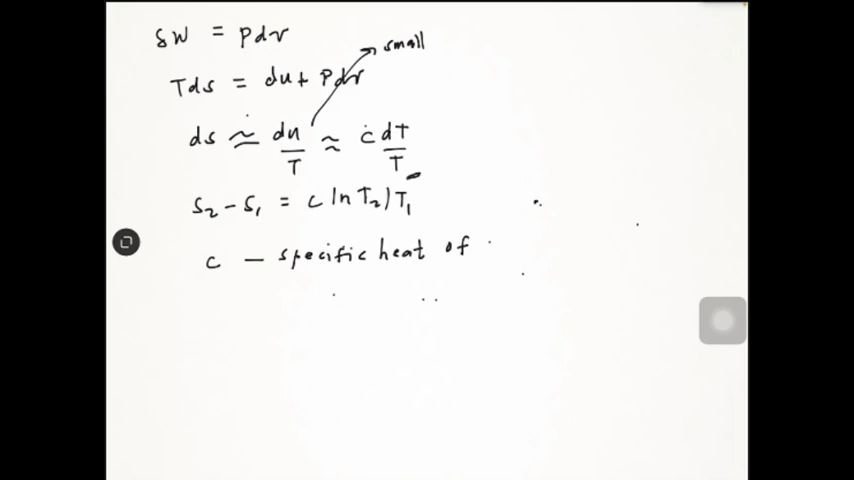 δW = pdv
small
Tds = du + pdv
ds ≃ du/T ≈ c dT/T
s₂ - s₁ = c ln T₂/T₁
c — specific heat of